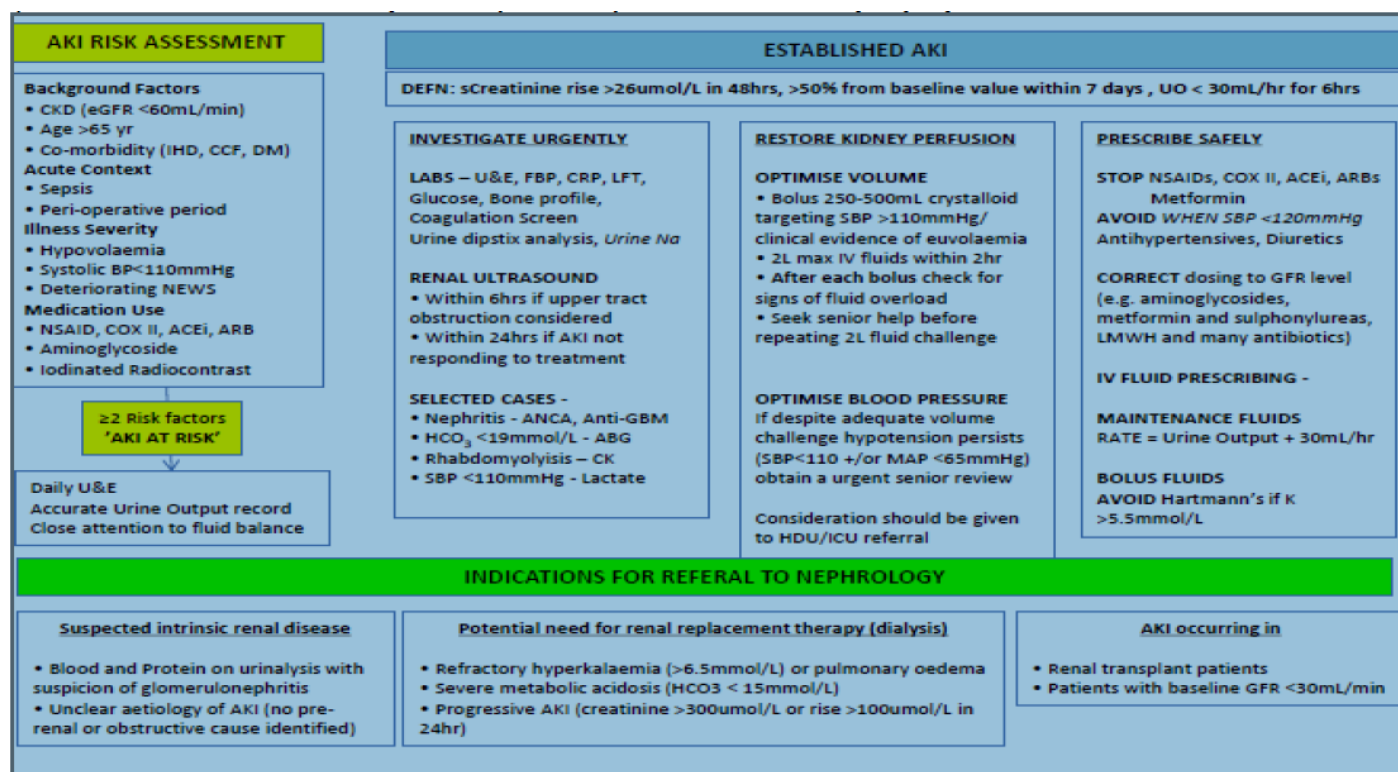 AKI RISK ASSESSMENT
Background Factors
• CKD (eGFR <60mL/min)
• Age >65 yr
• Co-morbidity (IHD, CCF, DM)
Acute Context
• Sepsis
• Peri-operative period
Illness Severity
• Hypovolaemia
• Systolic BP<110mmHg
• Deteriorating NEWS
Medication Use
• NSAID, COX II, ACEi, ARB
• Aminoglycoside
• Iodinated Radiocontrast
≥2 Risk factors
'AKI AT RISK'
Daily U&E
Accurate Urine Output record
Close attention to fluid balance
ESTABLISHED AKI
DEFN: sCreatinine rise >26umol/L in 48hrs, >50% from baseline value within 7 days , UO < 30mL/hr for 6hrs
INVESTIGATE URGENTLY
LABS – U&E, FBP, CRP, LFT,
Glucose, Bone profile,
Coagulation Screen
Urine dipstix analysis, Urine Na
RENAL ULTRASOUND
• Within 6hrs if upper tract
obstruction considered
• Within 24hrs if AKI not
responding to treatment
SELECTED CASES -
• Nephritis - ANCA, Anti-GBM
• HCO3 <19mmol/L - ABG
• Rhabdomyolyisis – CK
• SBP <110mmHg - Lactate
RESTORE KIDNEY PERFUSION
OPTIMISE VOLUME
• Bolus 250-500mL crystalloid
targeting SBP >110mmHg/
clinical evidence of euvolaemia
• 2L max IV fluids within 2hr
• After each bolus check for
signs of fluid overload
• Seek senior help before
repeating 2L fluid challenge
OPTIMISE BLOOD PRESSURE
If despite adequate volume
challenge hypotension persists
(SBP<110 +/or MAP <65mmHg)
obtain a urgent senior review
Consideration should be given
to HDU/ICU referral
PRESCRIBE SAFELY
STOP NSAIDs, COX II, ACEi, ARBs
Metformin
AVOID WHEN SBP <120mmHg
Antihypertensives, Diuretics
CORRECT dosing to GFR level
(e.g. aminoglycosides,
metformin and sulphonylureas,
LMWH and many antibiotics)
IV FLUID PRESCRIBING -
MAINTENANCE FLUIDS
RATE = Urine Output + 30mL/hr
BOLUS FLUIDS
AVOID Hartmann's if K
>5.5mmol/L
INDICATIONS FOR REFERAL TO NEPHROLOGY
Suspected intrinsic renal disease
• Blood and Protein on urinalysis with
suspicion of glomerulonephritis
• Unclear aetiology of AKI (no pre-
renal or obstructive cause identified)
Potential need for renal replacement therapy (dialysis)
• Refractory hyperkalaemia (>6.5mmol/L) or pulmonary oedema
• Severe metabolic acidosis (HCO3 < 15mmol/L)
• Progressive AKI (creatinine >300umol/L or rise >100umol/L in
24hr)
AKI occurring in
• Renal transplant patients
• Patients with baseline GFR <30mL/min